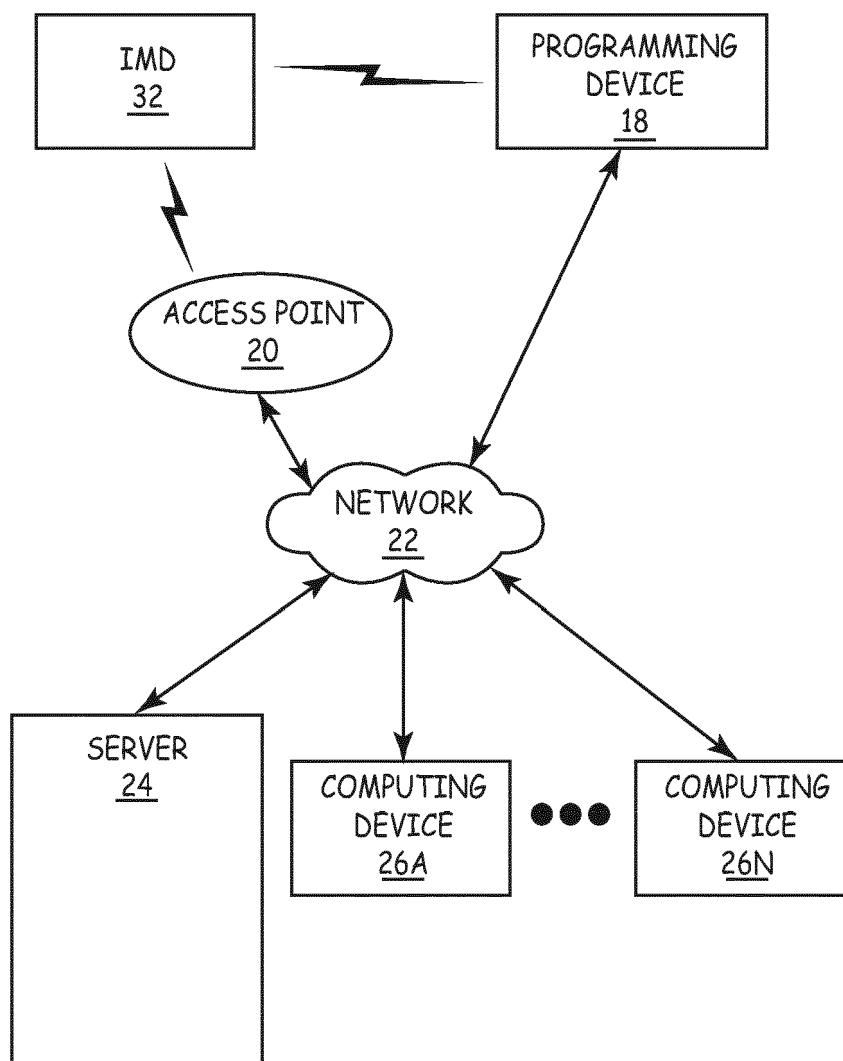 IMD
32
PROGRAMMING
DEVICE
18
ACCESS POINT
20
NETWORK
22
SERVER
24
COMPUTING
DEVICE
26A
COMPUTING
DEVICE
26N